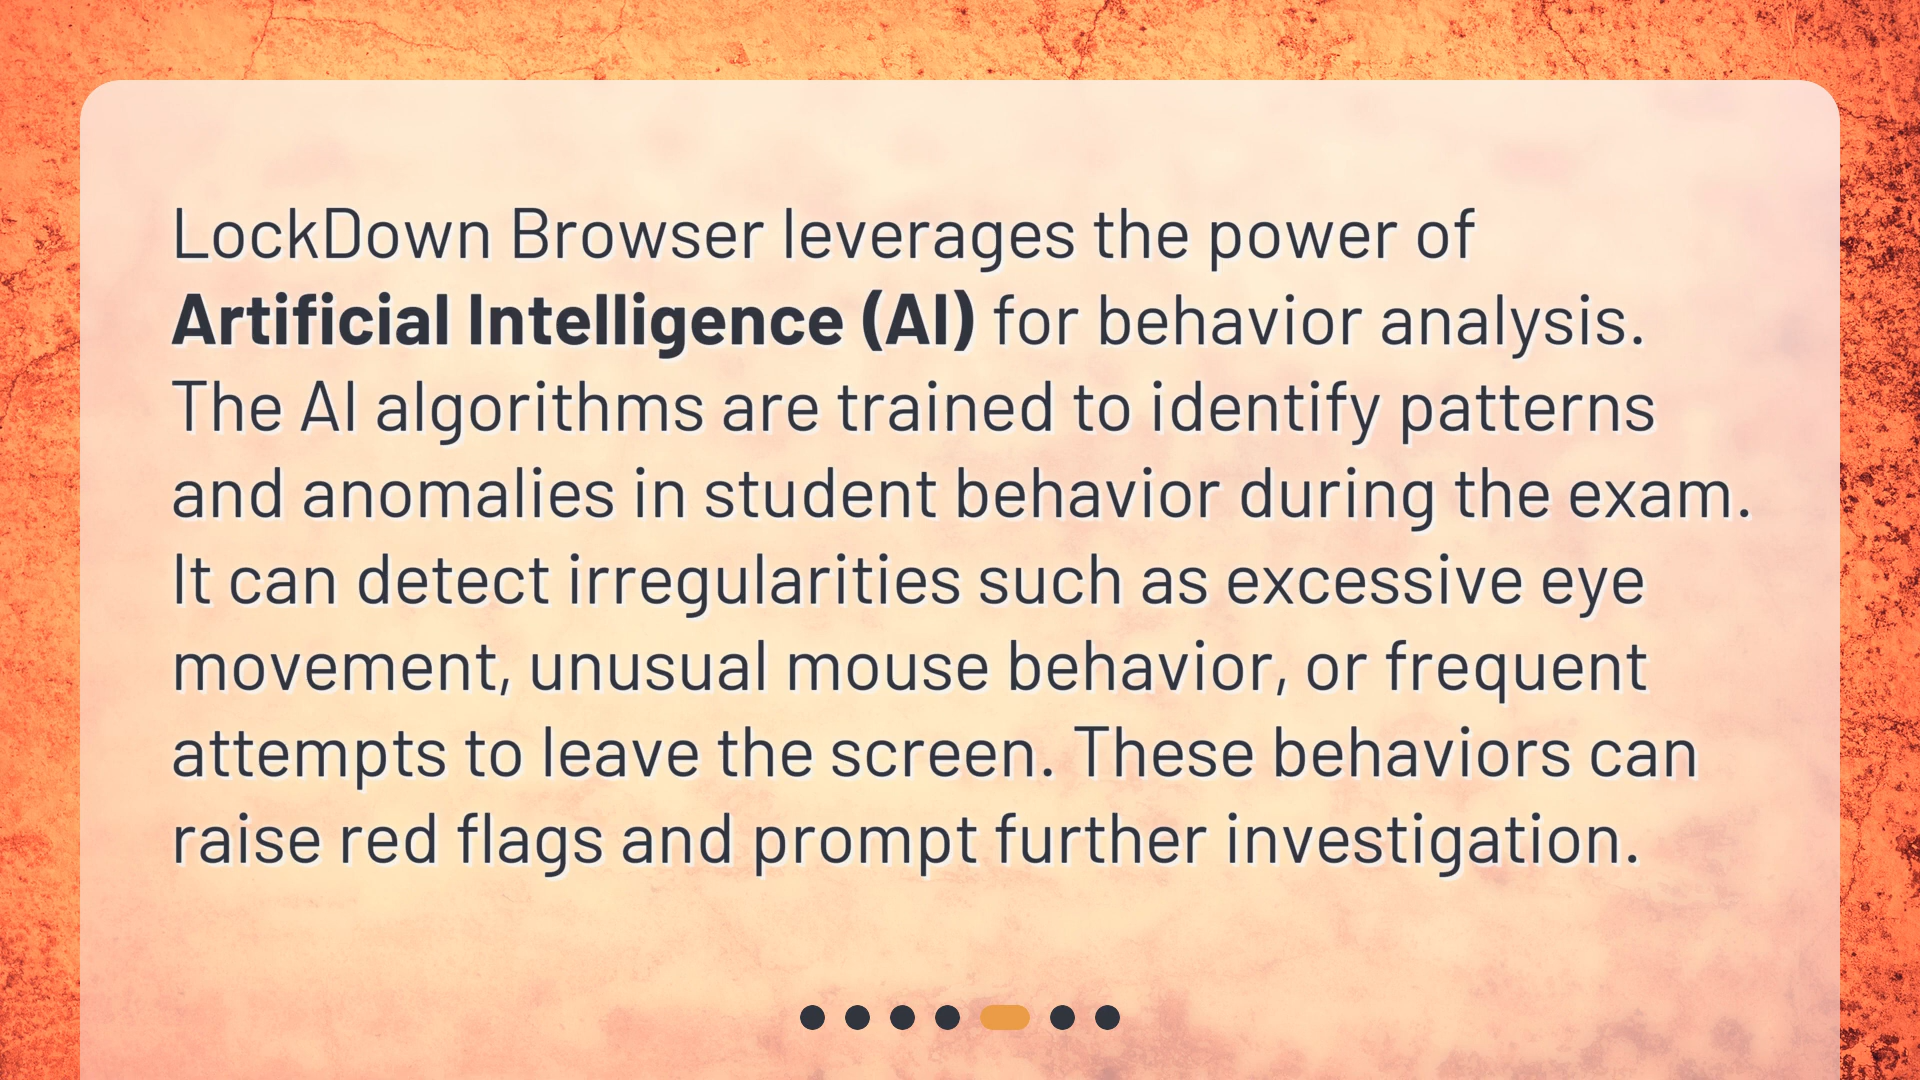 LockDown Browser leverages the power of
Artificial Intelligence (AI) for behavior analysis.
The AI algorithms are trained to identify patterns
and anomalies in student behavior during the exam.
It can detect irregularities such as excessive eye
movement, unusual mouse behavior, or frequent
attempts to leave the screen. These behaviors can
raise red flags and prompt further investigation.